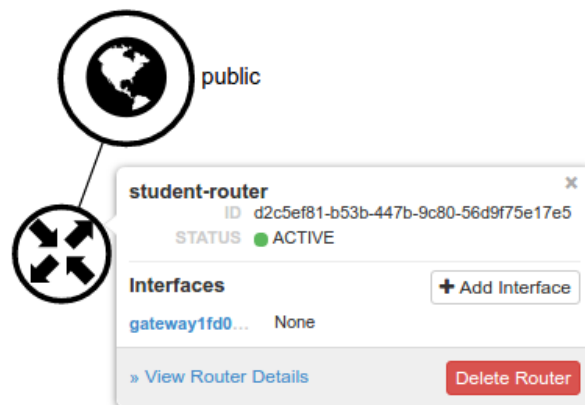 public
student-router
ID d2c5ef81-b53b-447b-9c80-56d9f75e17e5
STATUS ACTIVE
Interfaces
+ Add Interface
gateway1fd0... None
» View Router Details
Delete Router